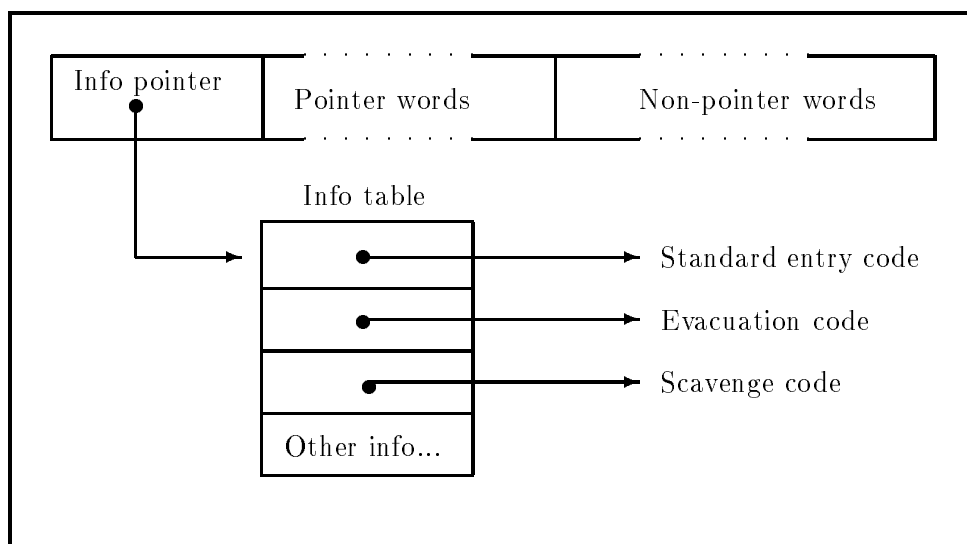 Info pointer
Pointer words
Non-pointer words
Info table
Standard entry code
Evacuation code
Scavenge code
Other info...